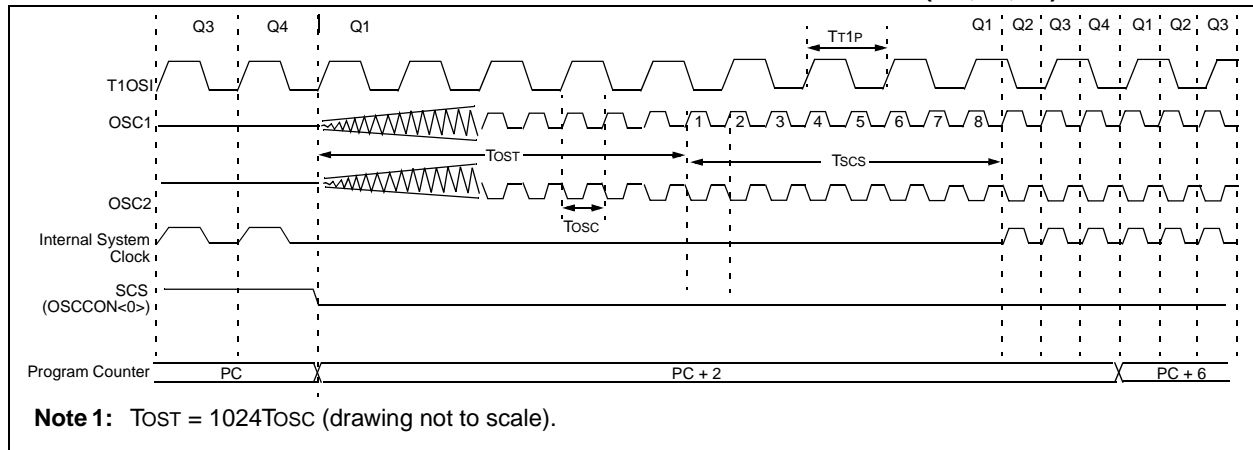 Q3 Q4 Q1 Q1 Q2 Q3 Q4 Q1 Q2 Q3
TT1P
T1OSI
OSC1
1 2 3 4 5 6 7 8
TOST
TSCS
OSC2
TOSC
Internal System
Clock
SCS
(OSCCON<0>)
Program Counter PC PC + 2 PC + 6
Note 1: TOST = 1024TOSC (drawing not to scale).